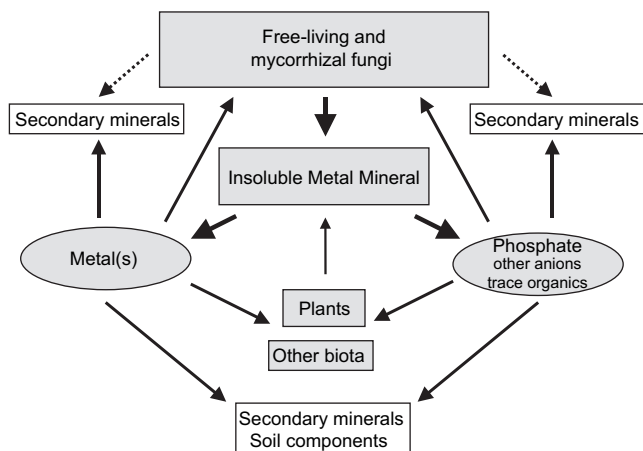 Free-living and
mycorrhizal fungi
Secondary minerals
Secondary minerals
Insoluble Metal Mineral
Metal(s)
Phosphate
other anions
trace organics
Plants
Other biota
Secondary minerals
Soil components